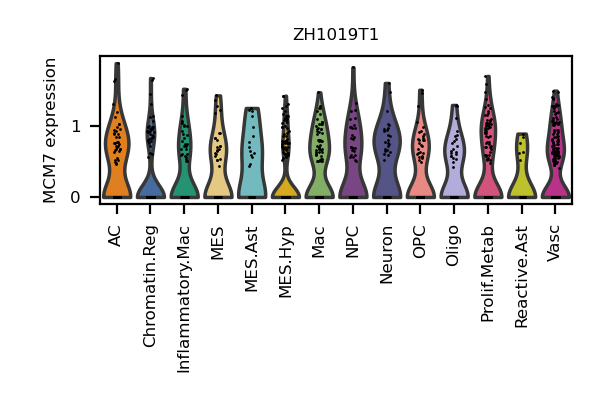 ZH1019T1
MCM7 expression
1
0
AC
Chromatin.Reg
Inflammatory.Mac
MES
MES.Ast
MES.Hyp
Mac
NPC
Neuron
OPC
Oligo
Prolif.Metab
Reactive.Ast
Vasc